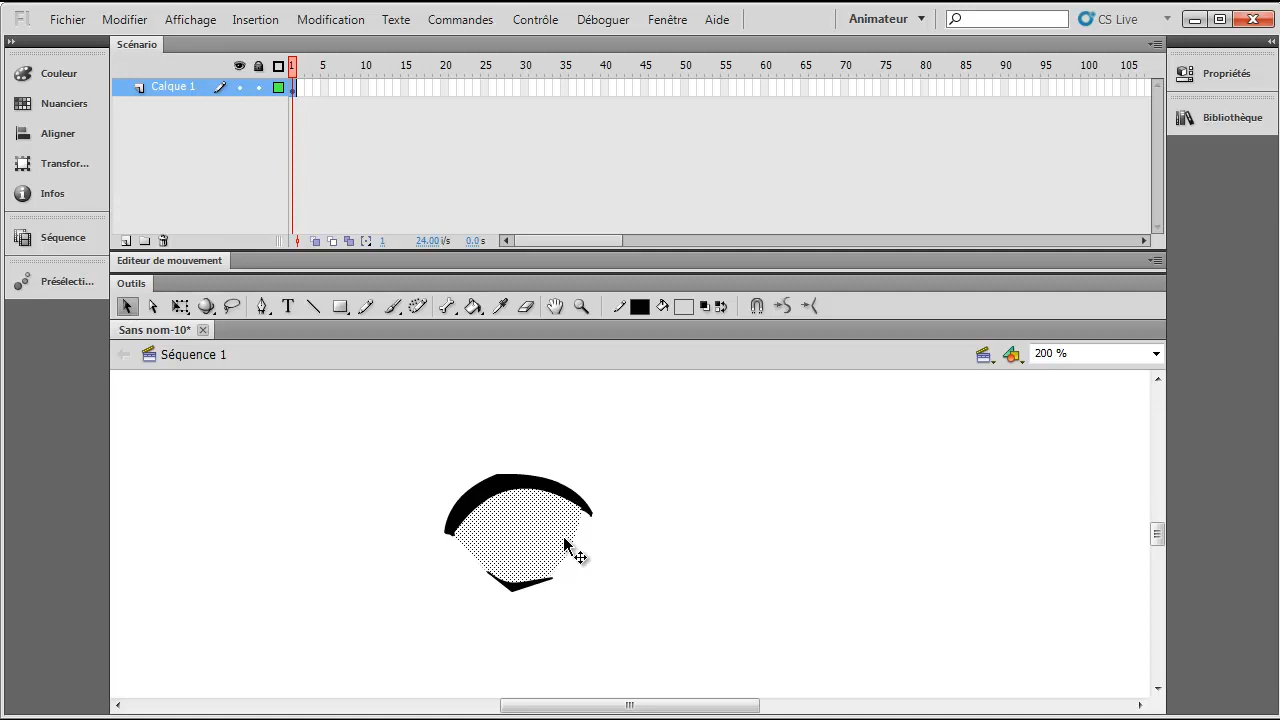 Fl Fichier Modifier Affichage Insertion Modification Texte Commandes Contrôle Déboguer Fenêtre Aide Animateur CS Live
Scénario
1 5 10 15 20 25 30 35 40 45 50 55 60 65 70 75 80 85 90 95 100 105
Calque 1
Couleur
Nuanciers
Aligner
Transfor...
Infos
Séquence
Présélecti...
Propriétés
Bibliothèque
1 24.00 i/s 0.0 s
Editeur de mouvement
Outils
T
Sans nom-10*
Séquence 1 200 %